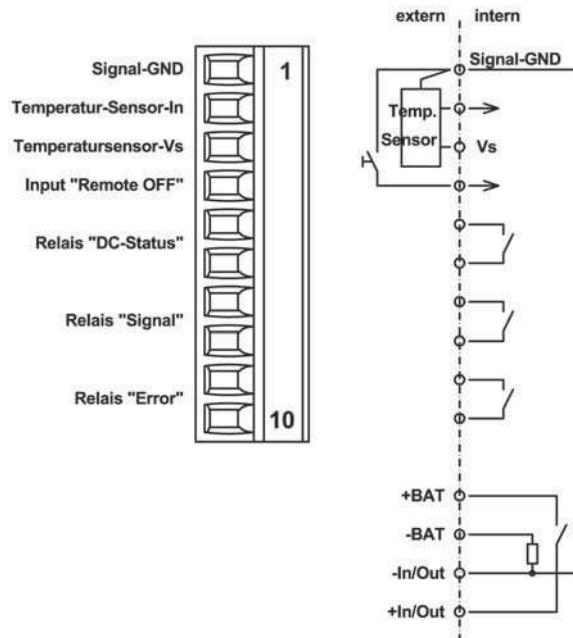 extern intern
Signal-GND
Temperatur-Sensor-In
Temperatursensor-Vs
Input "Remote OFF"
Relais "DC-Status"
Relais "Signal"
Relais "Error"
1
10
Signal-GND
Temp.
Sensor
Vs
+BAT
-BAT
-In/Out
+In/Out